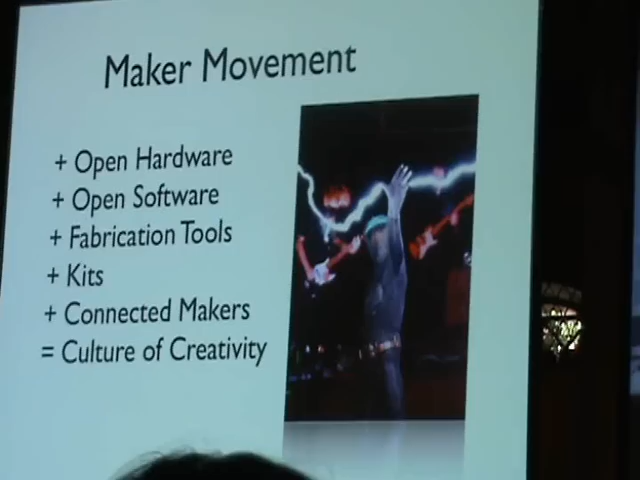 Maker Movement
+ Open Hardware
+ Open Software
+ Fabrication Tools
+ Kits
+ Connected Makers
= Culture of Creativity